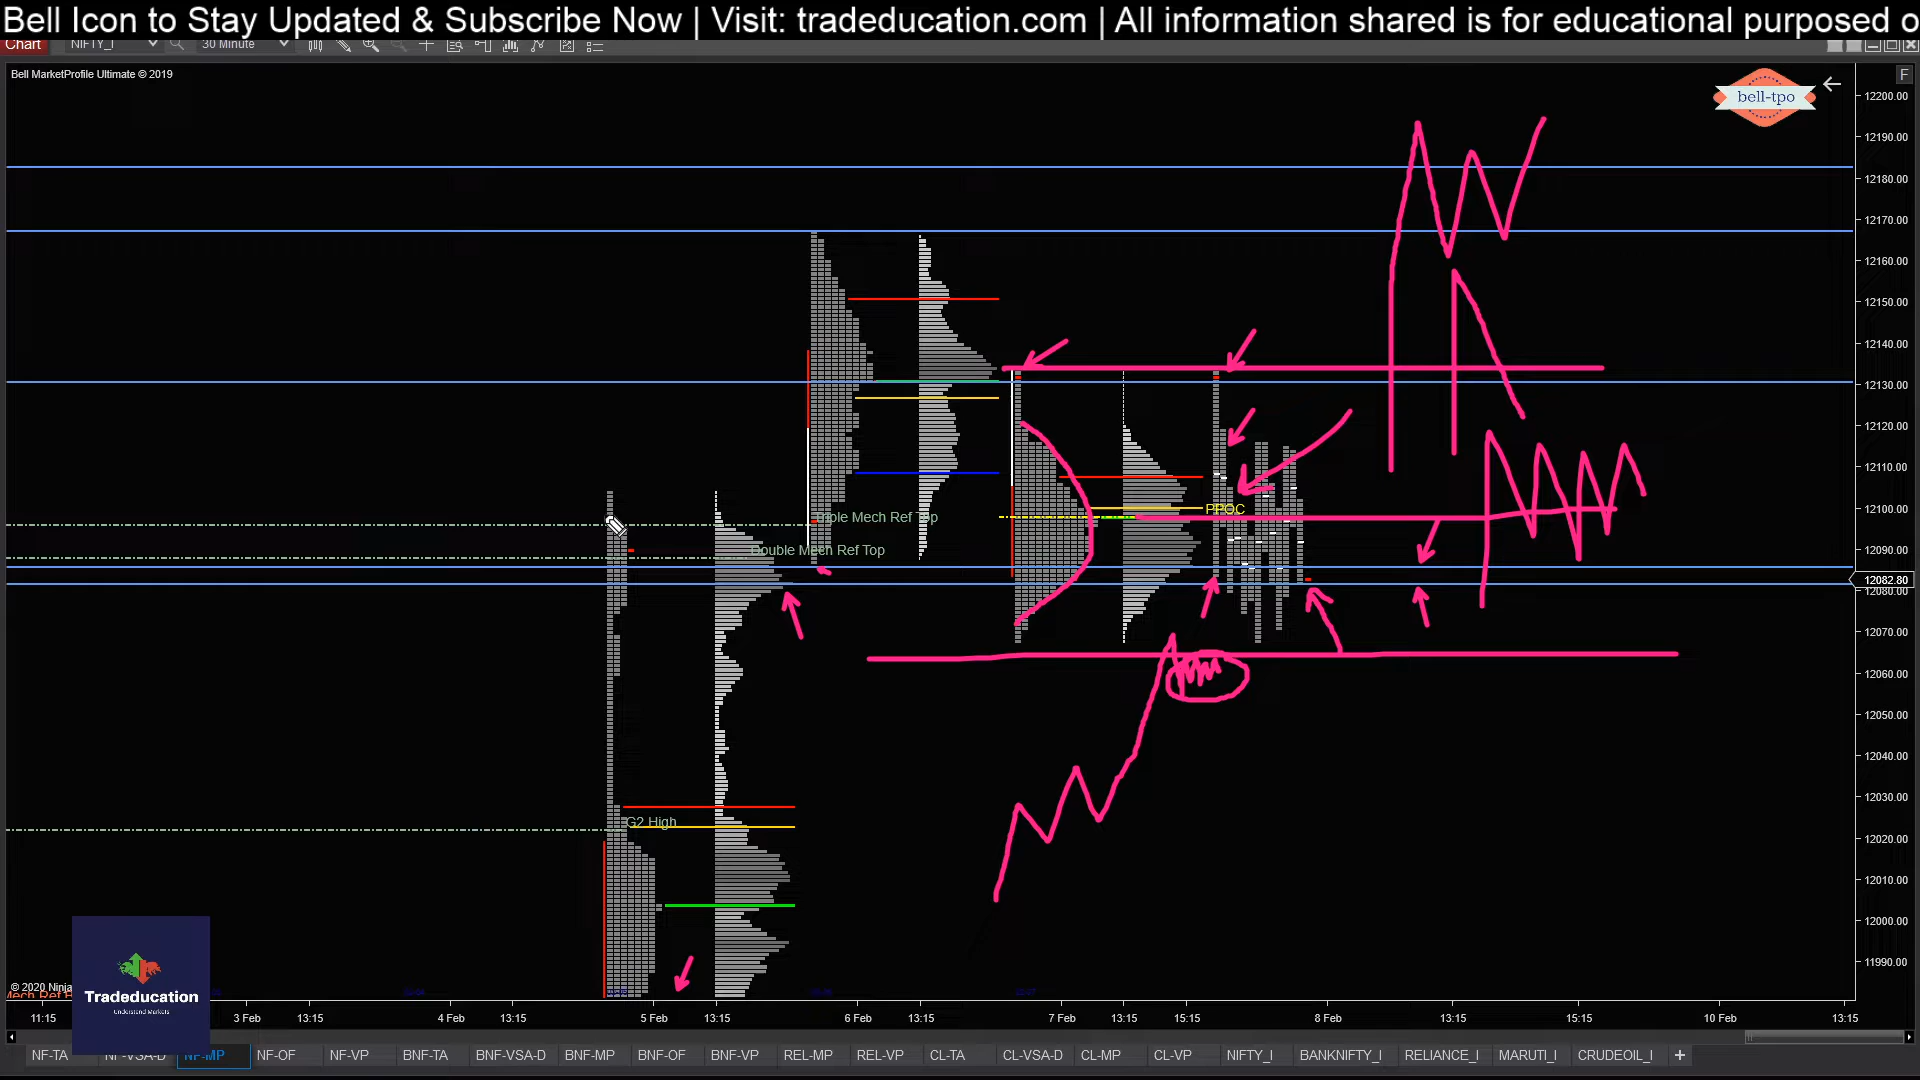 Bell Icon to Stay Updated & Subscribe Now | Visit: tradeducation.com | All information shared is for educational purposed o
Chart NIFTY_I 30 Minute
Bell MarketProfile Ultimate © 2019
F
bell-tpo
12200.00
12190.00
12180.00
12170.00
12160.00
12150.00
12140.00
12130.00
12120.00
12110.00
12100.00
12090.00
12082.80
12080.00
12070.00
12060.00
12050.00
12040.00
12030.00
12020.00
12010.00
12000.00
11990.00
Triple Mech Ref Top
PPOC
Double Mech Ref Top
G2 High
© 2020 Ninja
Mech Ref
Tradeducation
Understand Markets
11:15 3 Feb 13:15 4 Feb 13:15 5 Feb 13:15 6 Feb 13:15 7 Feb 13:15 15:15 8 Feb 13:15 15:15 10 Feb 13:15
NF-TA NF-VSA-D NF-MP NF-OF NF-VP BNF-TA BNF-VSA-D BNF-MP BNF-OF BNF-VP REL-MP REL-VP CL-TA CL-VSA-D CL-MP CL-VP NIFTY_I BANKNIFTY_I RELIANCE_I MARUTI_I CRUDEOIL_I +